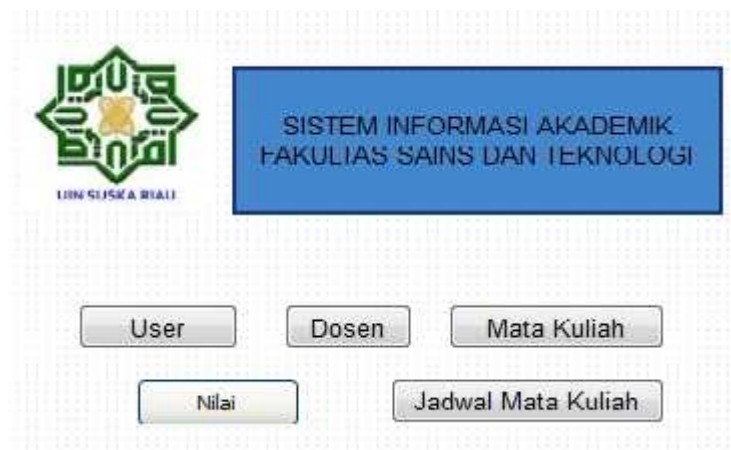 SISTEM INFORMASI AKADEMIK
FAKULTAS SAINS DAN TEKNOLOGI
UIN SUSKA RIAU
User
Dosen
Mata Kuliah
Nilai
Jadwal Mata Kuliah